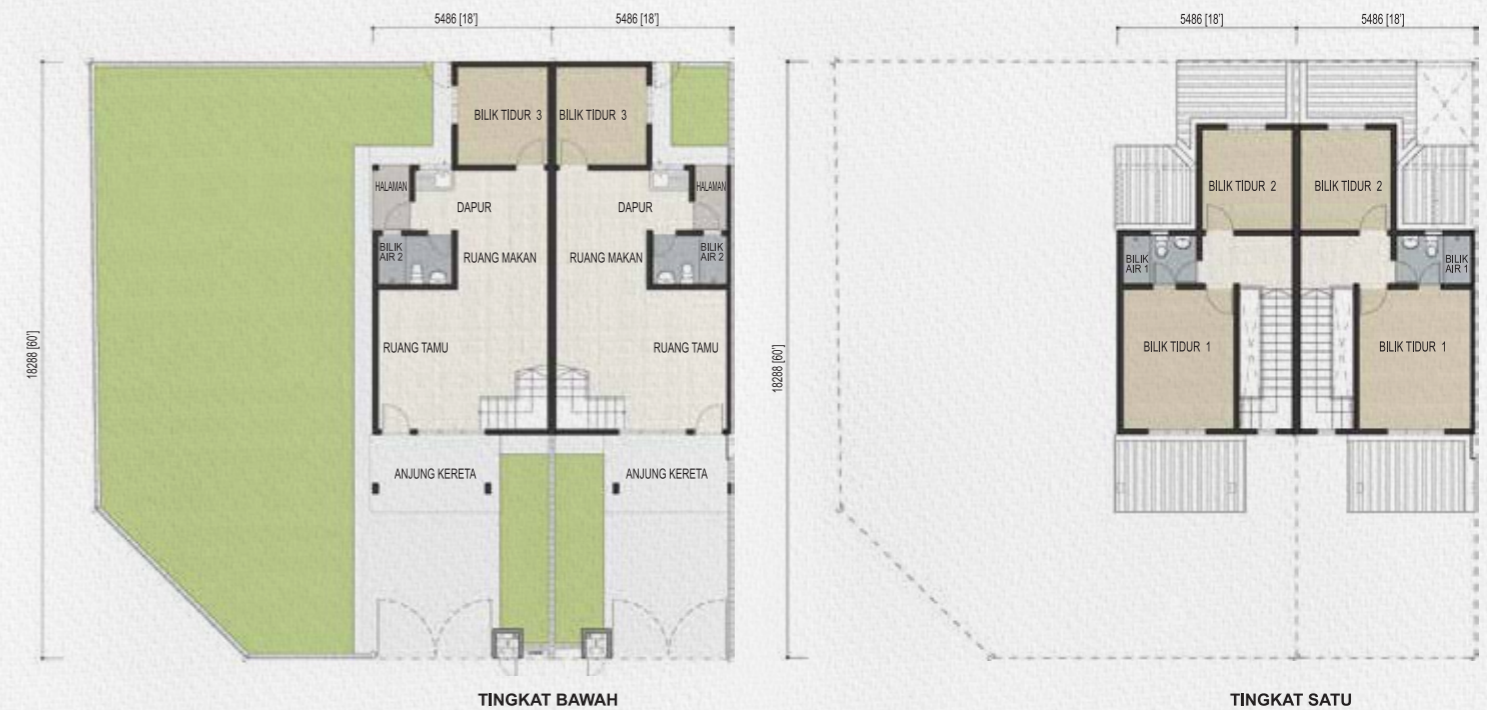 5486 [18']
5486 [18']
18288 [60']
BILIK TIDUR 3
BILIK TIDUR 3
HALAMAN
HALAMAN
DAPUR
DAPUR
BILIK
AIR 2
RUANG MAKAN
RUANG MAKAN
BILIK
AIR 2
RUANG TAMU
RUANG TAMU
ANJUNG KERETA
ANJUNG KERETA
TINGKAT BAWAH
5486 [18']
5486 [18']
18288 [60']
BILIK TIDUR 2
BILIK TIDUR 2
BILIK
AIR 1
BILIK
AIR 1
BILIK TIDUR 1
BILIK TIDUR 1
TINGKAT SATU